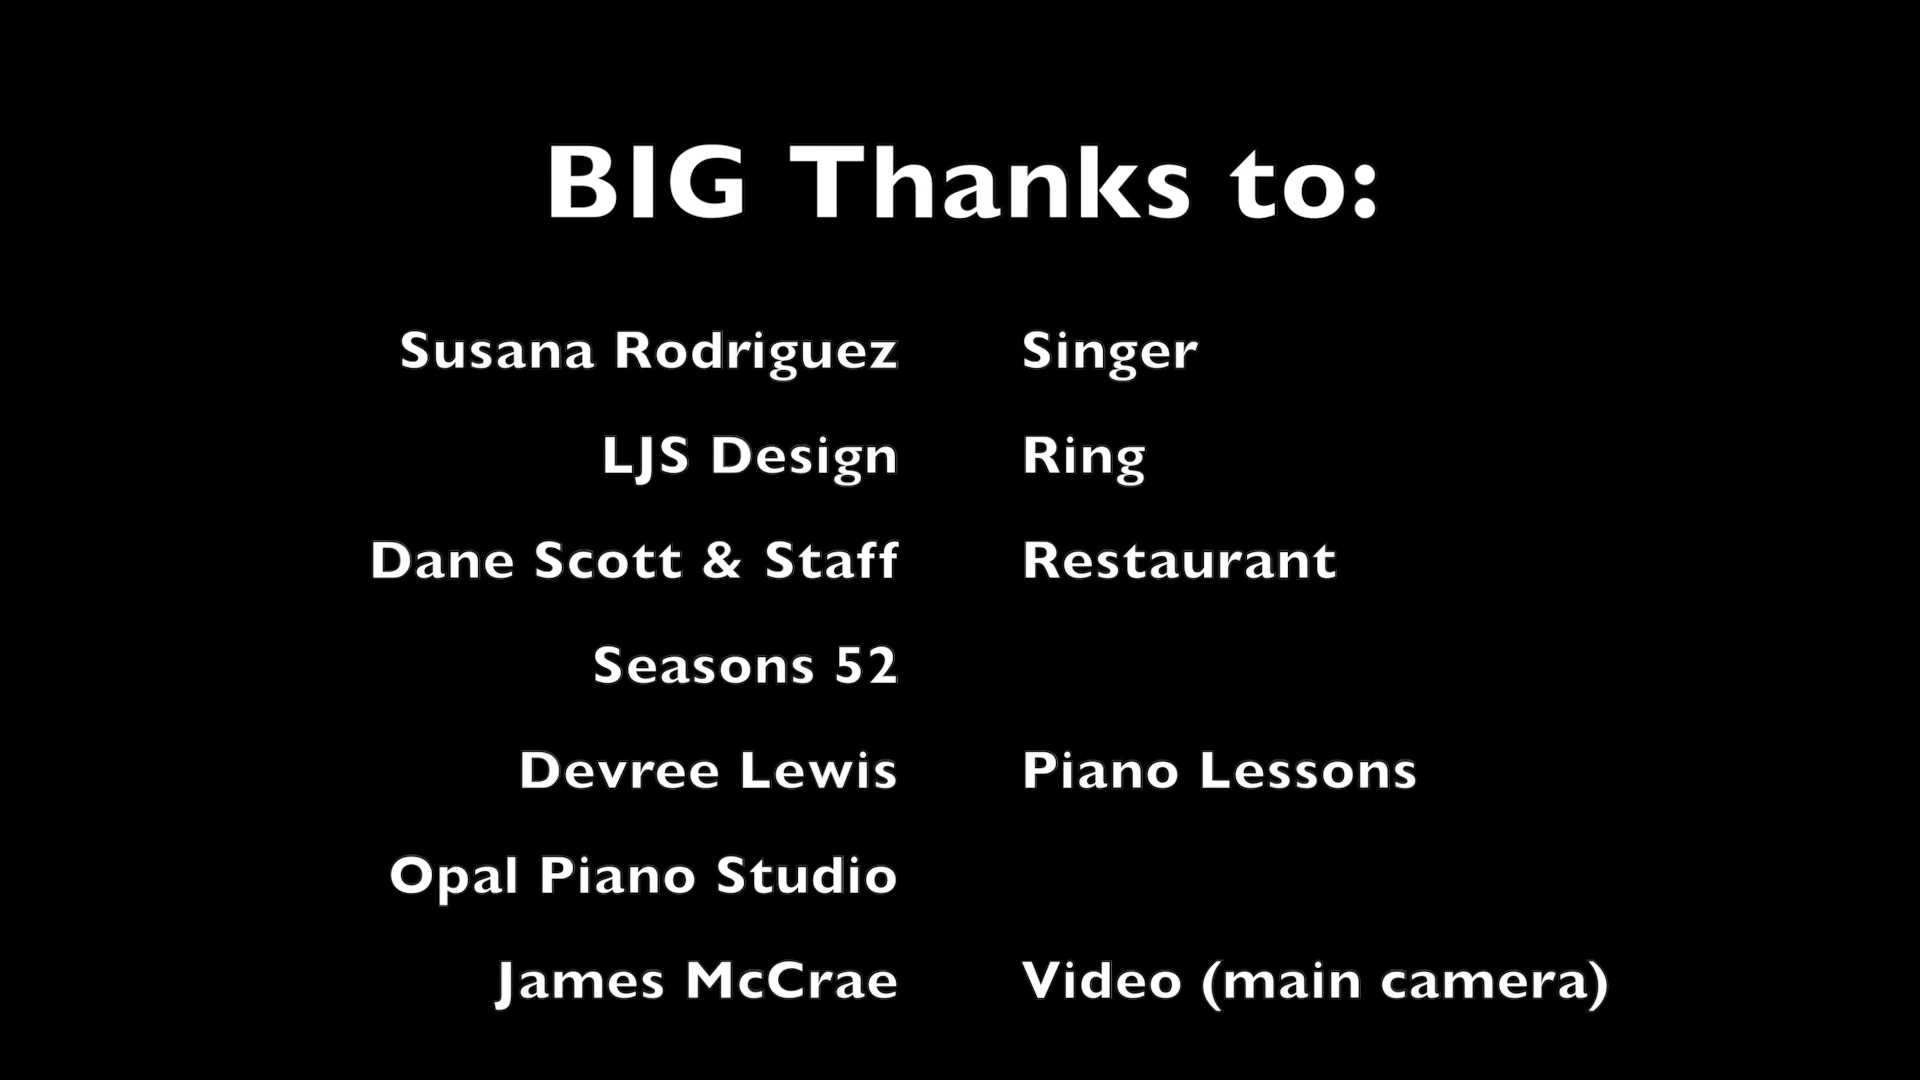 BIG Thanks to:
Susana Rodriguez Singer
LJS Design Ring
Dane Scott & Staff Restaurant
Seasons 52
Devree Lewis Piano Lessons
Opal Piano Studio
James McCrae Video (main camera)